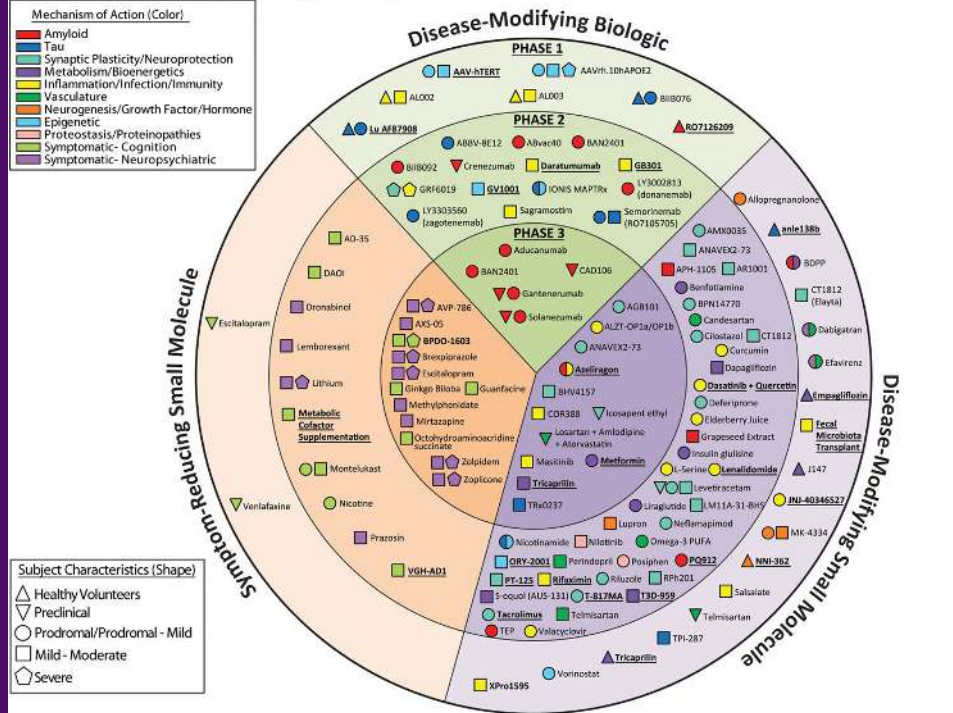 Mechanism of Action (Color)
Amyloid
Tau
Synaptic Plasticity/Neuroprotection
Metabolism/Bioenergetics
Inflammation/Infection/Immunity
Vasculature
Neurogenesis/Growth Factor/Hormone
Epigenetic
Proteostasis/Proteinopathies
Symptomatic- Cognition
Symptomatic- Neuropsychiatric
Disease-Modifying Biologic
PHASE 1
AAV-hTERT
AAVrh.10hAPOE2
AL002
AL003
BIIB076
Lu AF87908
RO7126209
PHASE 2
ABBV-8E12
ABvac40
BAN2401
BIIB092
Crenezumab
Daratumumab
GB301
GRF6019
GV1001
IONIS MAPTRx
LY3002813
(donanemab)
LY3303560
(zagotenemab)
Sagramostim
Semorinemab
(RO7105705)
PHASE 3
Aducanumab
BAN2401
CAD106
Gantenerumab
Solanezumab
Symptom-Reducing Small Molecule
Escitalopram
Venlafaxine
AD-35
DAOI
Dronabinol
Lemborexant
Lithium
Metabolic
Cofactor
Supplementation
Montelukast
Nicotine
Prazosin
VGH-AD1
AVP-786
AXS-05
BPDO-1603
Brexpiprazole
Escitalopram
Ginkgo Biloba
Guanfacine
Methylphenidate
Mirtazapine
Octohydroaminoacridine
succinate
Zolpidem
Zoplicone
AGB101
ALZT-OP1a/OP1b
ANAVEX2-73
Azeliragon
BHV4157
COR388
Icosapent ethyl
Losartan + Amlodipine
+ Atorvastatin
Masitinib
Metformin
Tricaprilin
TRx0237
AMX0035
ANAVEX2-73
APH-1105
AR1001
Benfotiamine
BPN14770
Candesartan
Cilostazol
CT1812
Curcumin
Dapagliflozin
Dasatinib + Quercetin
Deferiprone
Elderberry Juice
Grapeseed Extract
Insulin glulisine
L-Serine
Lenalidomide
Levetiracetam
Liraglutide
LM11A-31-BHS
Lupron
Neflamapimod
Nicotinamide
Nilotinib
Omega-3 PUFA
ORY-2001
Perindopril
Posiphen
PQ912
PT-125
Rifaximin
Riluzole
RPh201
S-equol (AUS-131)
T-817MA
T3D-959
Tacrolimus
Telmisartan
TEP
Valacyclovir
Allopregnanolone
anle138b
BDPP
CT1812
(Elayta)
Dabigatran
Efavirenz
Empagliflozin
Fecal
Microbiota
Transplant
J147
JNJ-40346527
MK-4334
NNI-362
Salsalate
Telmisartan
TPI-287
Tricaprilin
Vorinostat
XPro1595
Disease-Modifying Small Molecule
Subject Characteristics (Shape)
Healthy Volunteers
Preclinical
Prodromal/Prodromal - Mild
Mild - Moderate
Severe